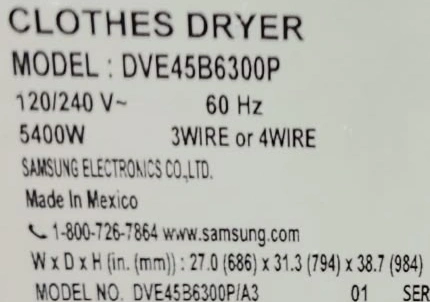 CLOTHES DRYER
MODEL : DVE45B6300P
120/240 V~ 60 Hz
5400W 3WIRE or 4WIRE
SAMSUNG ELECTRONICS CO.,LTD.
Made In Mexico
1-800-726-7864 www.samsung.com
W x D x H (in. (mm)) : 27.0 (686) x 31.3 (794) x 38.7 (984)
MODEL NO. DVE45B6300P/A3 01 SER